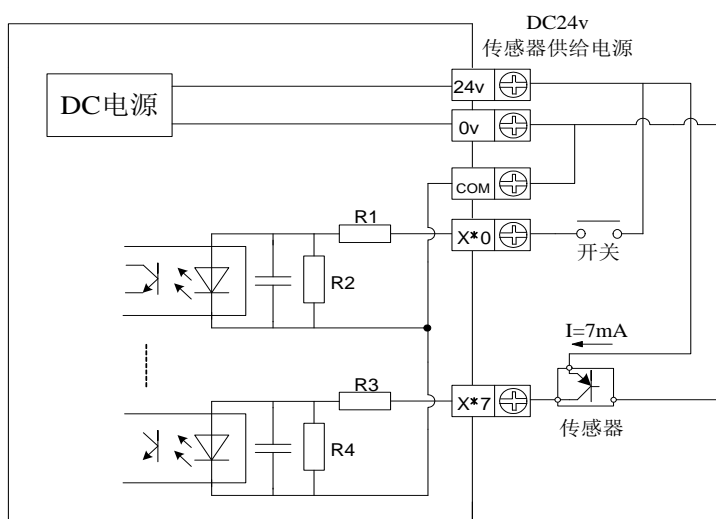 DC24v
传感器供给电源
DC电源
24v
0v
COM
R1
X*0
开关
R2
I=7mA
R3
X*7
传感器
R4